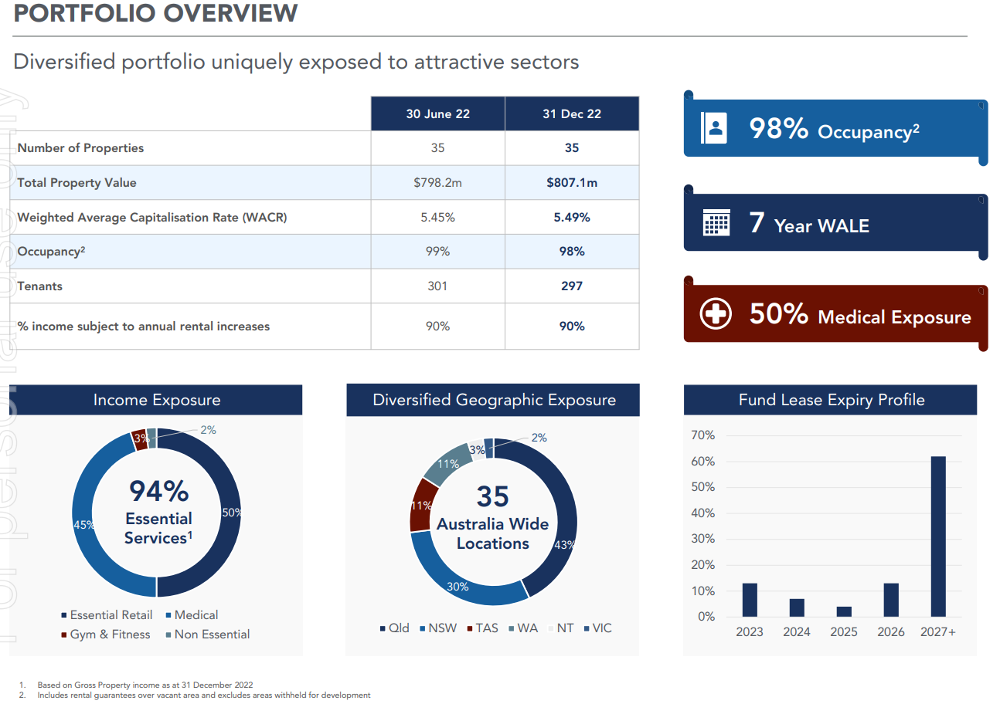 PORTFOLIO OVERVIEW
Diversified portfolio uniquely exposed to attractive sectors
30 June 22 31 Dec 22
Number of Properties 35 35
Total Property Value $798.2m $807.1m
Weighted Average Capitalisation Rate (WACR) 5.45% 5.49%
Occupancy2 99% 98%
Tenants 301 297
% income subject to annual rental increases 90% 90%
98% Occupancy2
7 Year WALE
50% Medical Exposure
Income Exposure
2%
3%
94%
Essential
Services1
50%
45%
Essential Retail Medical
Gym & Fitness Non Essential
Diversified Geographic Exposure
2%
3%
11%
11%
35
Australia Wide
Locations
43%
30%
Qld NSW TAS WA NT VIC
Fund Lease Expiry Profile
70%
60%
50%
40%
30%
20%
10%
0%
2023 2024 2025 2026 2027+
1. Based on Gross Property income as at 31 December 2022
2. Includes rental guarantees over vacant area and excludes areas withheld for development
For personal use only